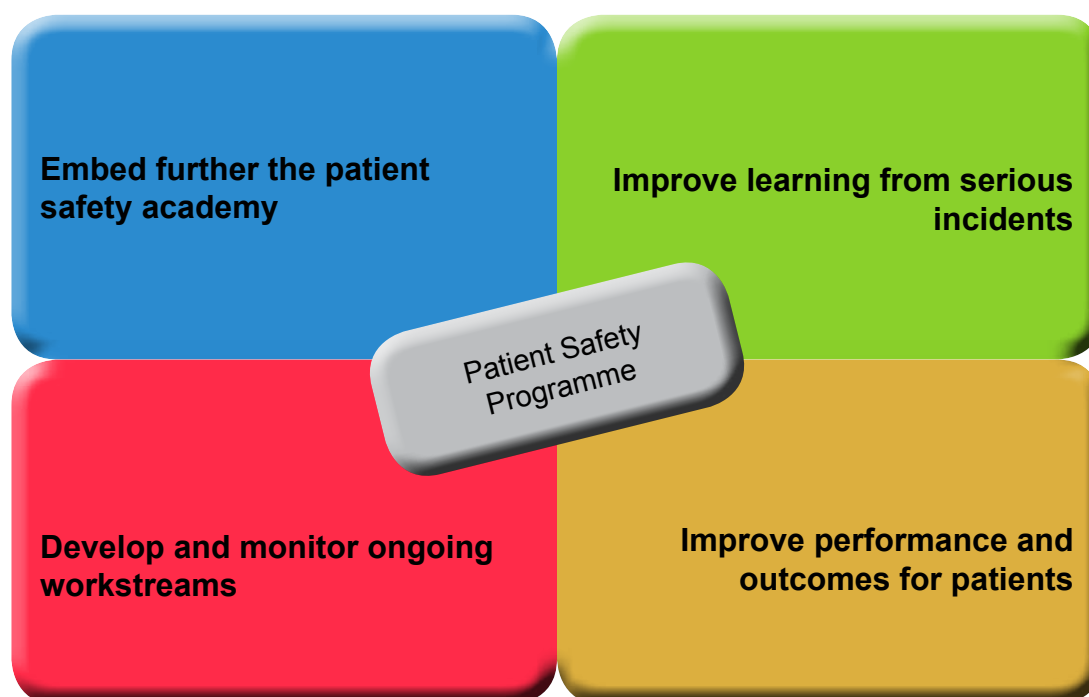 Embed further the patient
safety academy
Improve learning from serious
incidents
Patient Safety
Programme
Develop and monitor ongoing
workstreams
Improve performance and
outcomes for patients